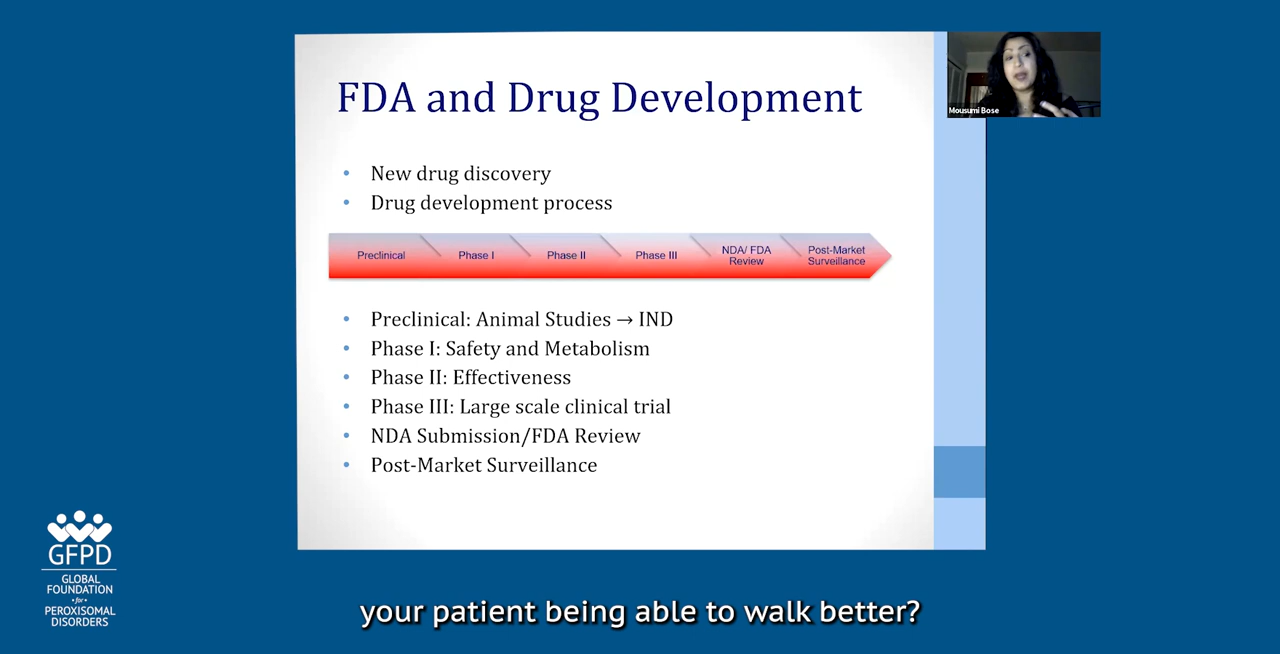 FDA and Drug Development
Mousumi Bose
New drug discovery
Drug development process
Preclinical
Phase I
Phase II
Phase III
NDA/ FDA
Review
Post-Market
Surveillance
Preclinical: Animal Studies → IND
Phase I: Safety and Metabolism
Phase II: Effectiveness
Phase III: Large scale clinical trial
NDA Submission/FDA Review
Post-Market Surveillance
GFPD
GLOBAL
FOUNDATION
for
PEROXISOMAL
DISORDERS
your patient being able to walk better?